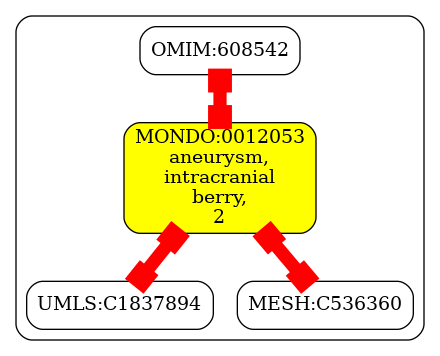 OMIM:608542
MONDO:0012053
aneurysm,
intracranial
berry,
2
UMLS:C1837894
MESH:C536360